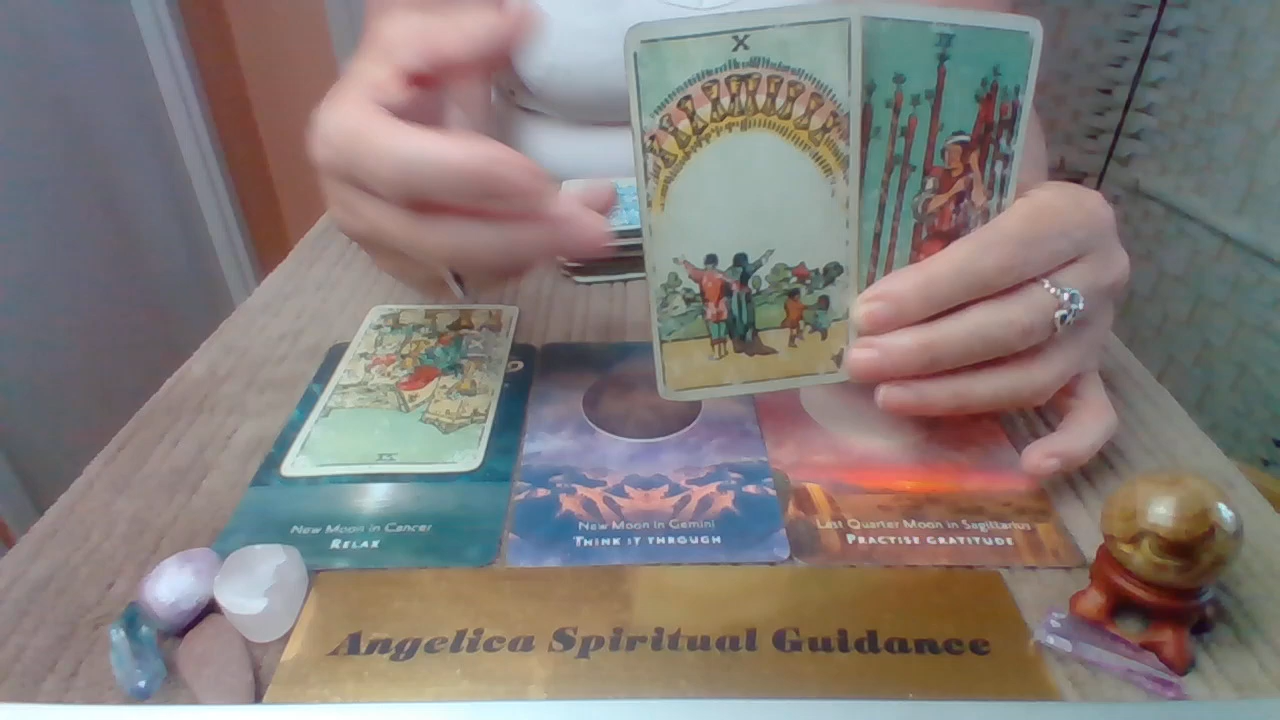 X
New Moon in Cancer
RELAX
New Moon in Gemini
THINK IT THROUGH
Last Quarter Moon in Sagittarius
PRACTISE GRATITUDE
Angelica Spiritual Guidance